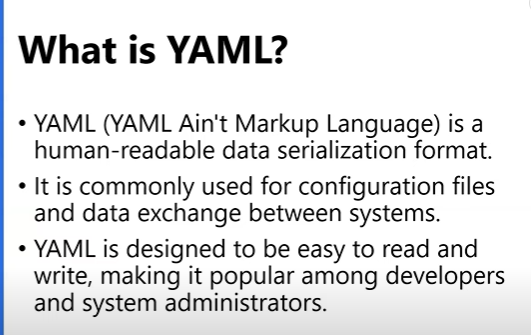 What is YAML?
• YAML (YAML Ain't Markup Language) is a
human-readable data serialization format.
• It is commonly used for configuration files
and data exchange between systems.
• YAML is designed to be easy to read and
write, making it popular among developers
and system administrators.